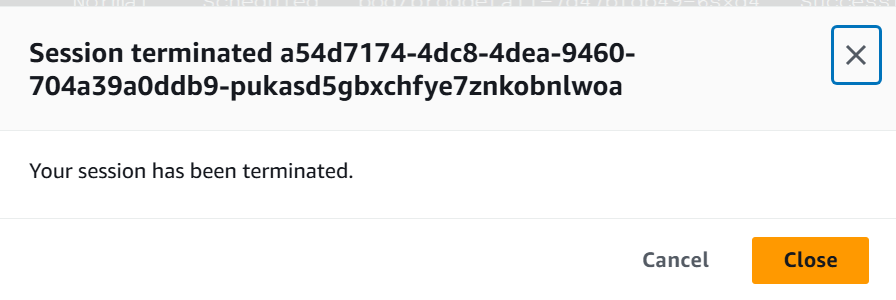 Session terminated a54d7174-4dc8-4dea-9460-
704a39a0ddb9-pukasd5gbxchfye7znkobnlwoa
Your session has been terminated.
Cancel
Close